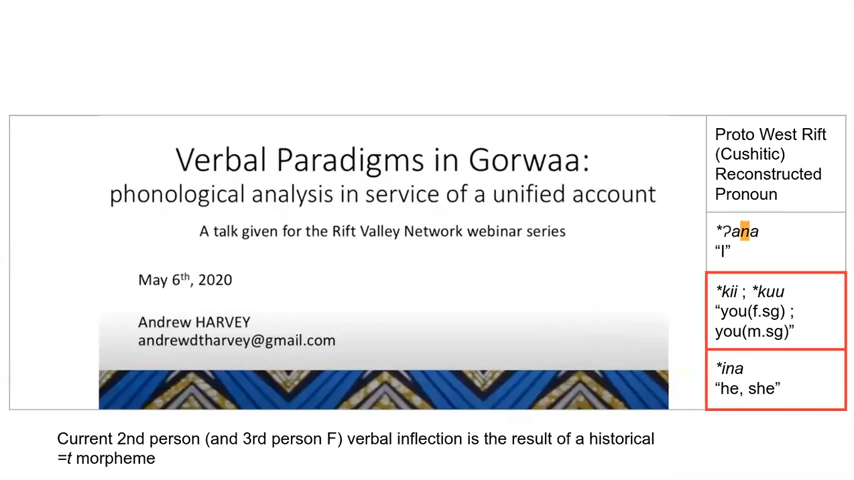 Verbal Paradigms in Gorwaa:
phonological analysis in service of a unified account
A talk given for the Rift Valley Network webinar series
May 6th, 2020
Andrew HARVEY
andrewdtharvey@gmail.com
Proto West Rift
(Cushitic)
Reconstructed
Pronoun
*ʔana
“I”
*kii ; *kuu
“you(f.sg) ;
you(m.sg)”
*ina
“he, she”
Current 2nd person (and 3rd person F) verbal inflection is the result of a historical
=t morpheme